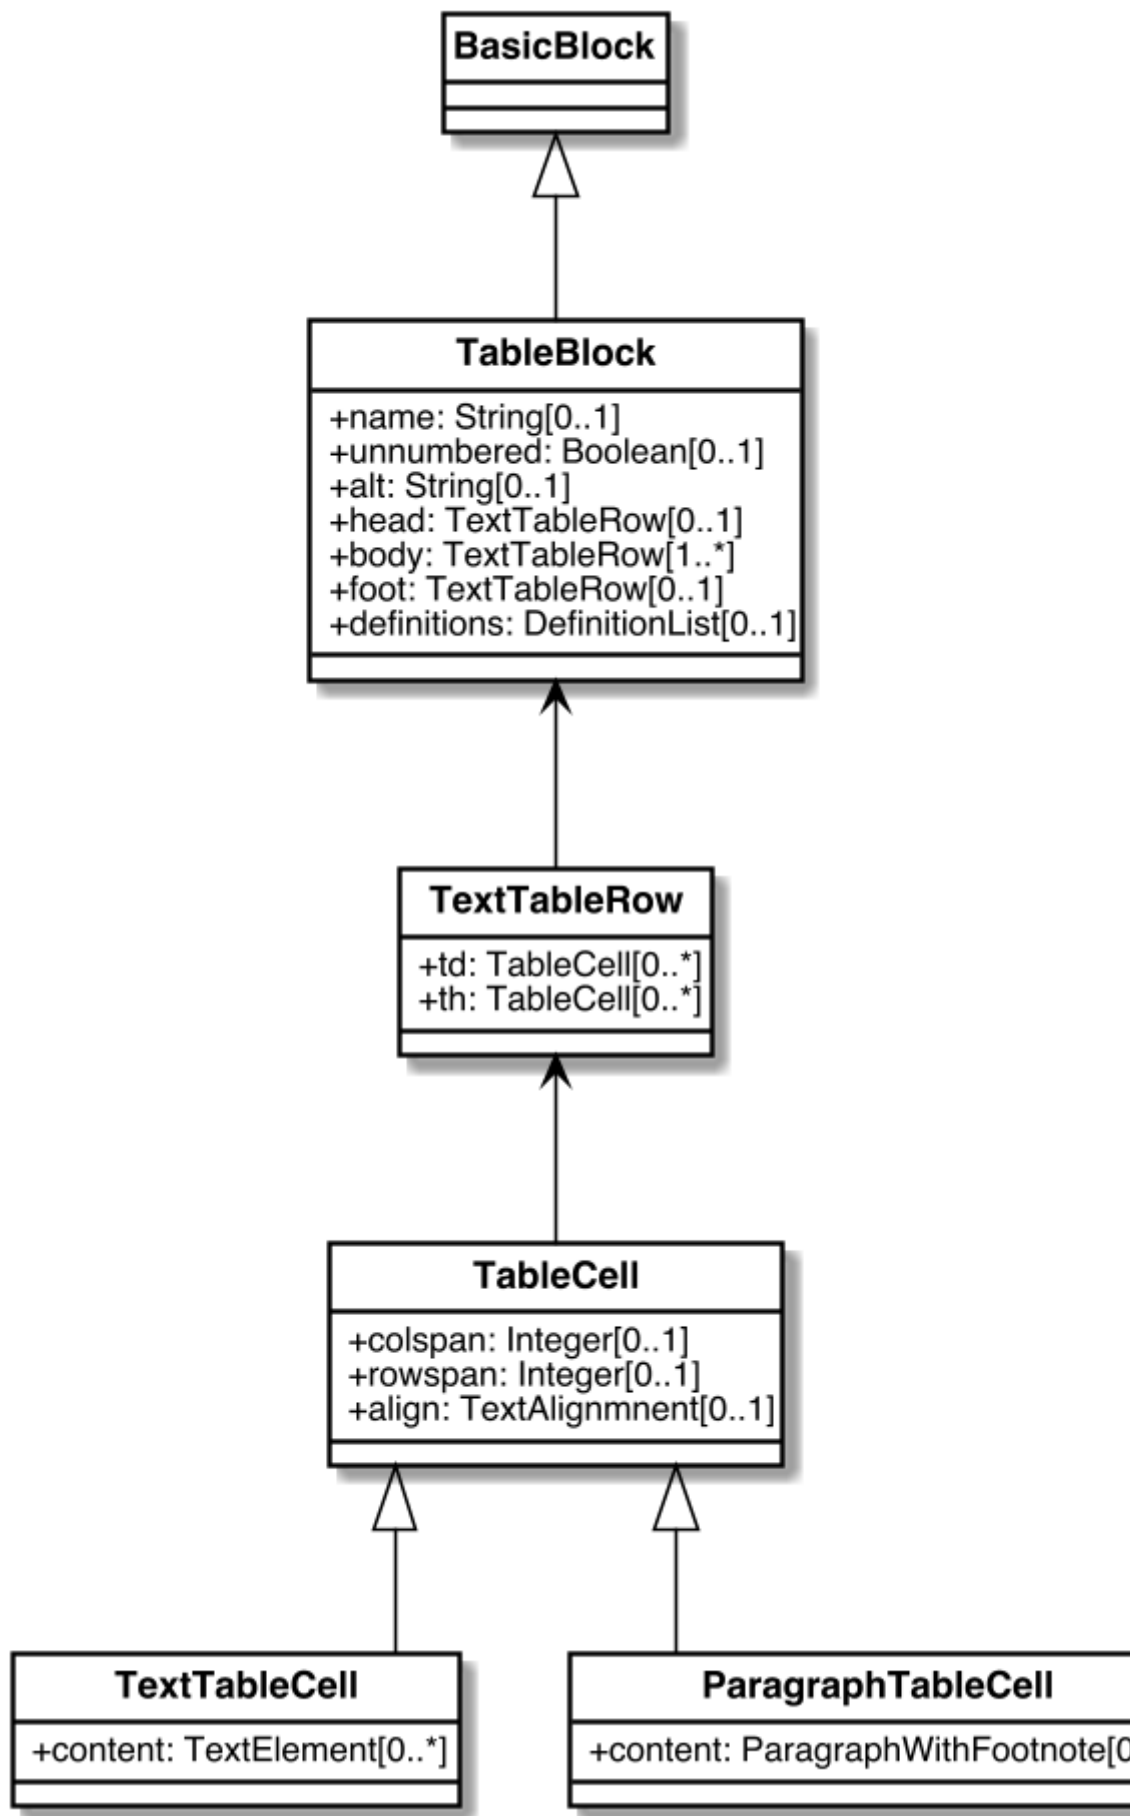 BasicBlock
TableBlock
+name: String[0..1]
+unnumbered: Boolean[0..1]
+alt: String[0..1]
+head: TextTableRow[0..1]
+body: TextTableRow[1..*]
+foot: TextTableRow[0..1]
+definitions: DefinitionList[0..1]
TextTableRow
+td: TableCell[0..*]
+th: TableCell[0..*]
TableCell
+colspan: Integer[0..1]
+rowspan: Integer[0..1]
+align: TextAlignmnent[0..1]
TextTableCell
+content: TextElement[0..*]
ParagraphTableCell
+content: ParagraphWithFootnote[0